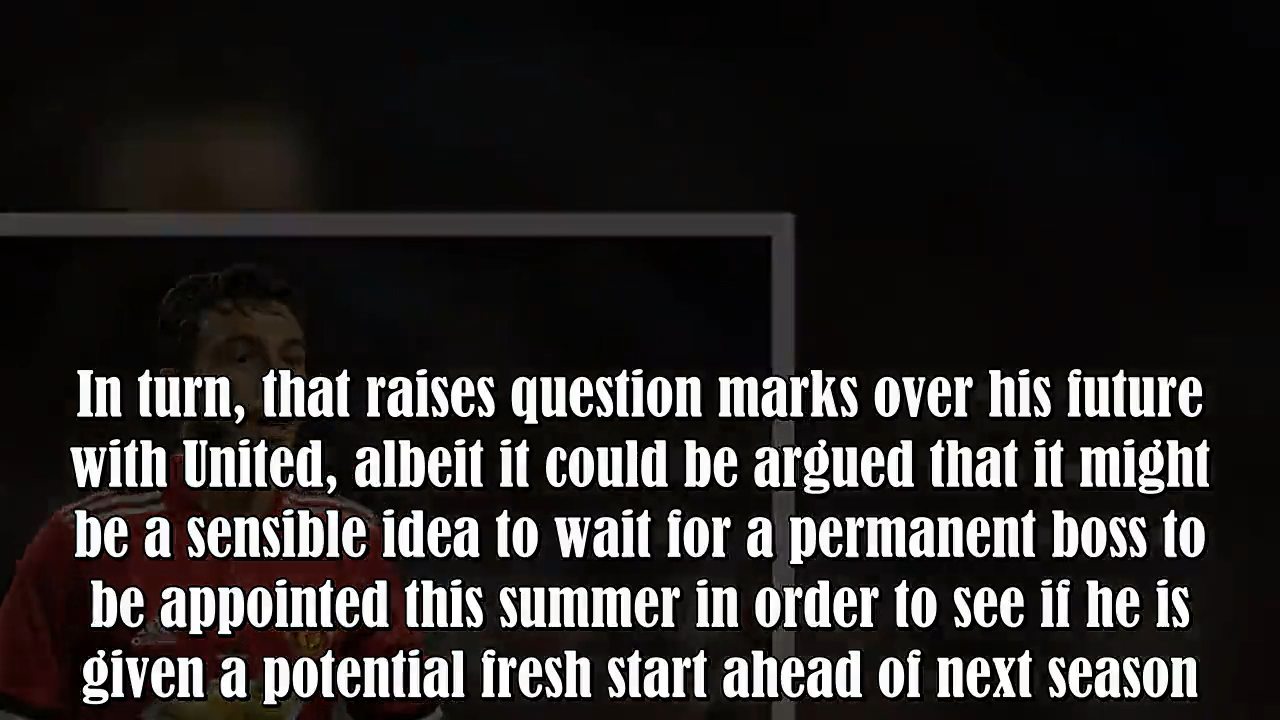 In turn, that raises question marks over his future
with United, albeit it could be argued that it might
be a sensible idea to wait for a permanent boss to
be appointed this summer in order to see if he is
given a potential fresh start ahead of next season